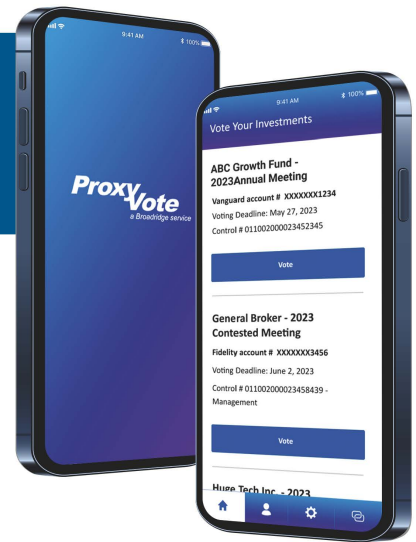 9:41 AM
100%
Proxy
Vote
a Broadridge service
9:41 AM
100%
Vote Your Investments
ABC Growth Fund -
2023Annual Meeting
Vanguard account # XXXXXXX1234
Voting Deadline: May 27, 2023
Control # 011002000023452345
Vote
General Broker - 2023
Contested Meeting
Fidelity account # XXXXXXX3456
Voting Deadline: June 2, 2023
Control # 011002000023458439 -
Management
Vote
Huge Tech Inc. - 2023